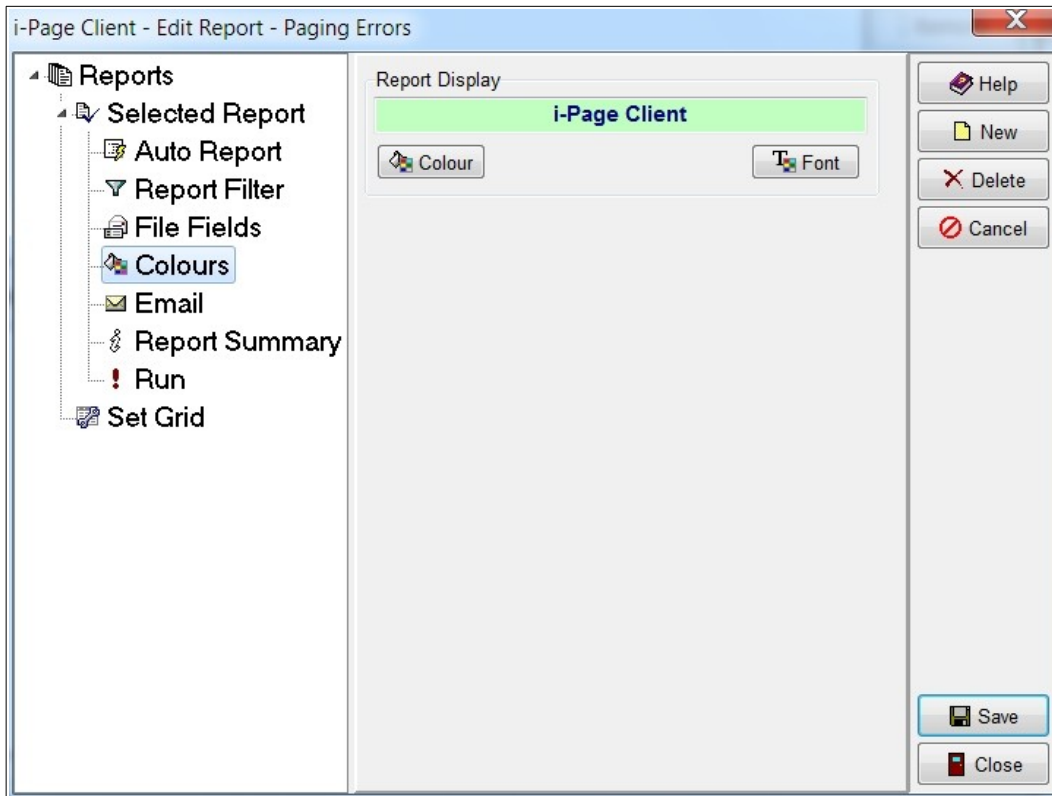 i-Page Client - Edit Report - Paging Errors
Reports
Selected Report
Auto Report
Report Filter
File Fields
Colours
Email
Report Summary
Run
Set Grid
Report Display
i-Page Client
Colour
Font
Help
New
Delete
Cancel
Save
Close